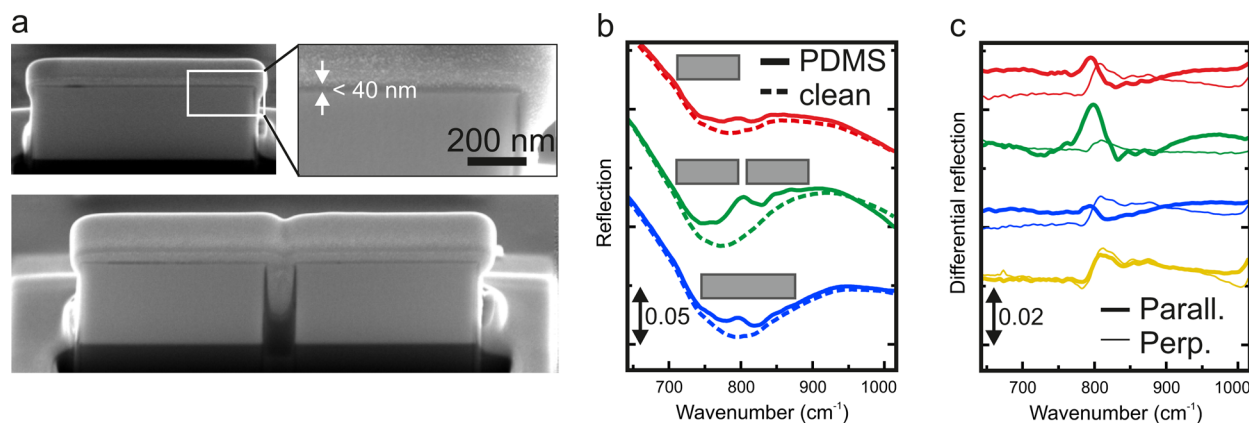 a
< 40 nm
200 nm
b
PDMS
clean
Reflection
0.05
700
800
900
1000
Wavenumber (cm-1)
c
Differential reflection
0.02
Parall.
Perp.
700
800
900
1000
Wavenumber (cm-1)